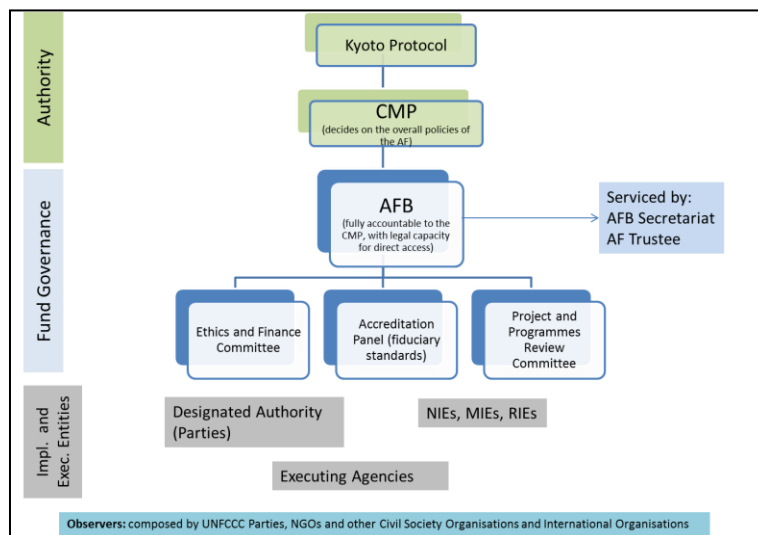 Authority
Kyoto Protocol
CMP
(decides on the overall policies of
the AF)
Fund Governance
AFB
(fully accountable to the
CMP, with legal capacity
for direct access)
Serviced by:
AFB Secretariat
AF Trustee
Ethics and Finance
Committee
Accreditation
Panel (fiduciary
standards)
Project and
Programmes
Review
Committee
Impl. and
Exec. Entities
Designated Authority
(Parties)
NIEs, MIEs, RIEs
Executing Agencies
Observers: composed by UNFCCC Parties, NGOs and other Civil Society Organisations and International Organisations